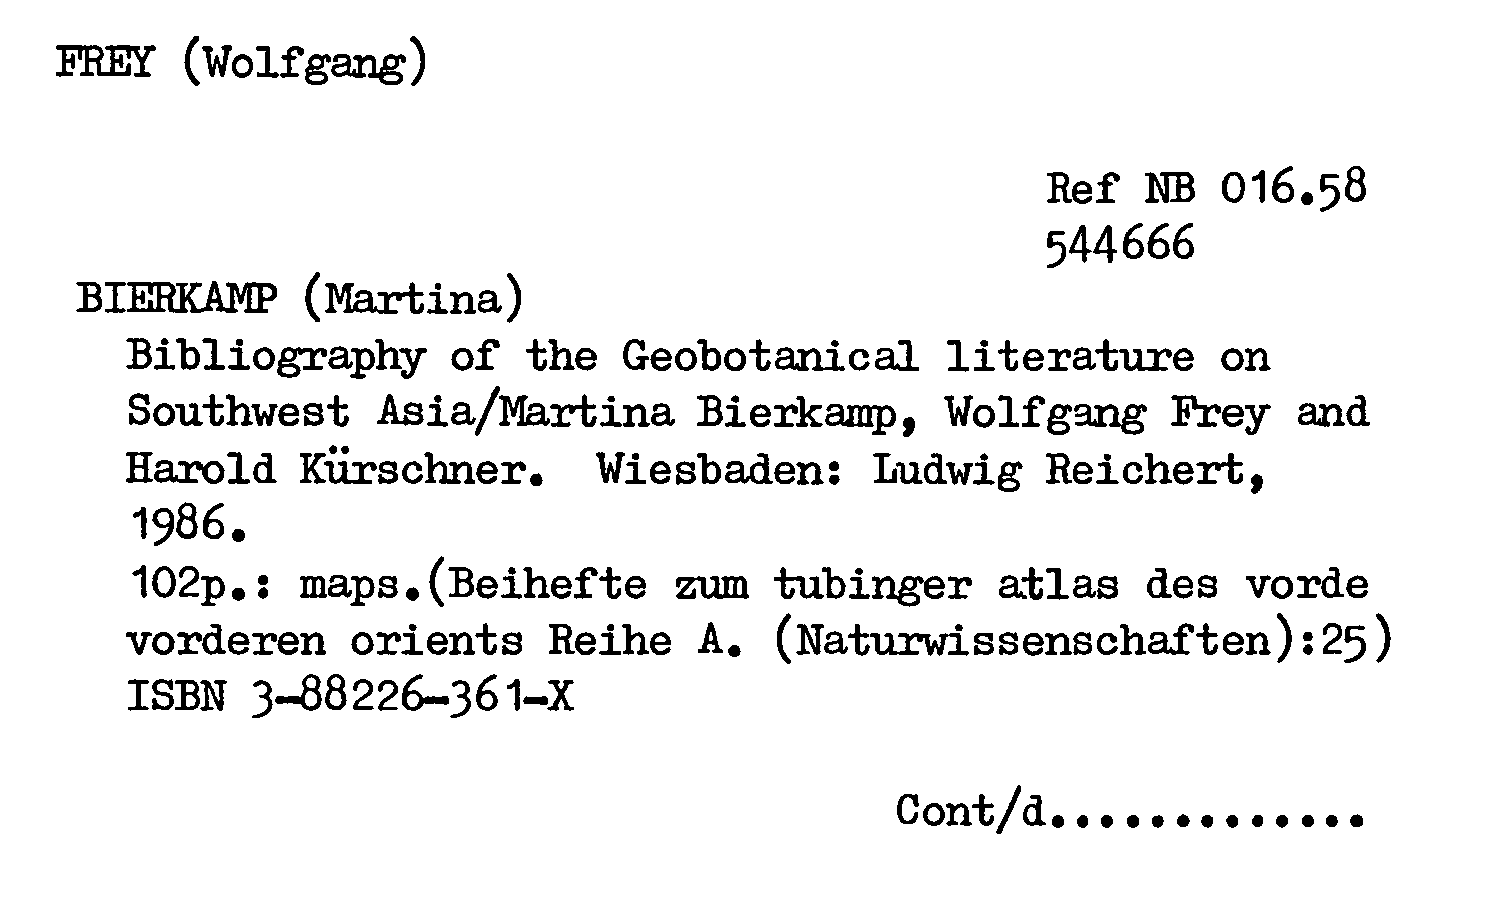 FREY (Wolfgang)
Ref NB 016.58
544666
BIERKAMP (Martina)
Bibliography of the Geobotanical literature on
Southwest Asia/Martina Bierkamp, Wolfgang Frey and
Harold Kürschner. Wiesbaden: Ludwig Reichert,
1986.
102p.: maps.(Beihefte zum tubinger atlas des vorde
vorderen orients Reihe A. (Naturwissenschaften):25)
ISBN 3-88226-361-X
Cont/d.............